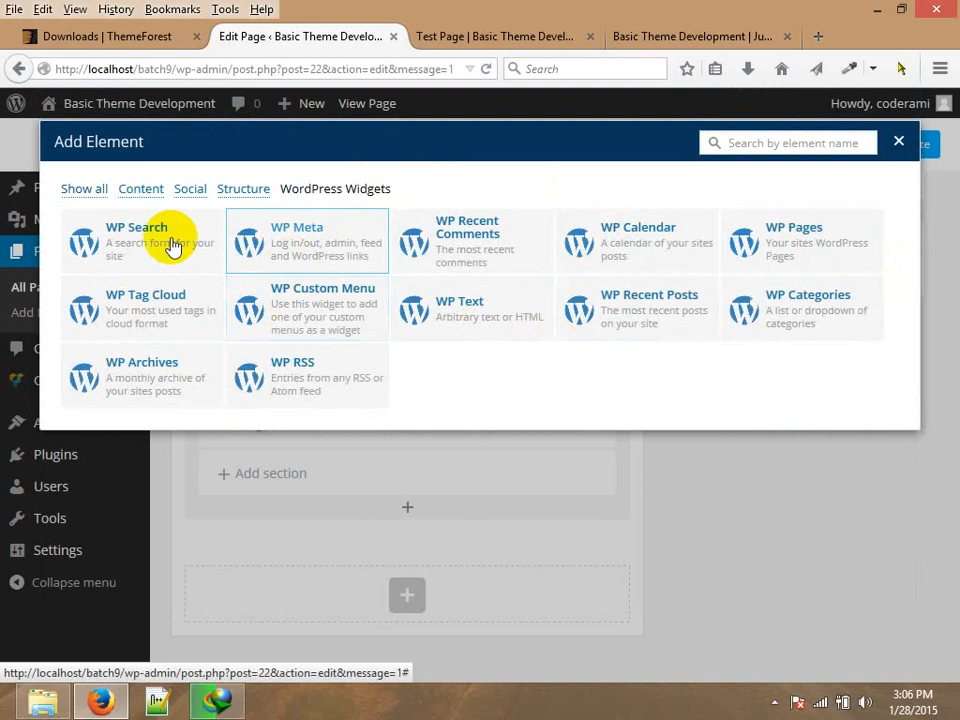 File Edit View History Bookmarks Tools Help
Downloads | ThemeForest
Edit Page ‹ Basic Theme Develo...
Test Page | Basic Theme Develo...
Basic Theme Development | Ju...
http://localhost/batch9/wp-admin/post.php?post=22&action=edit&message=1
Search
Basic Theme Development 0 New View Page
Howdy, coderami
Add Element
Search by element name
Show all Content Social Structure WordPress Widgets
WP Search
A search form for your
site
WP Meta
Log in/out, admin, feed
and WordPress links
WP Recent
Comments
The most recent
comments
WP Calendar
A calendar of your sites
posts
WP Pages
Your sites WordPress
Pages
WP Tag Cloud
Your most used tags in
cloud format
WP Custom Menu
Use this widget to add
one of your custom
menus as a widget
WP Text
Arbitrary text or HTML
WP Recent Posts
The most recent posts
on your site
WP Categories
A list or dropdown of
categories
WP Archives
A monthly archive of
your sites posts
WP RSS
Entries from any RSS or
Atom feed
All Pa
Add
Add section
Plugins
Users
Tools
Settings
Collapse menu
http://localhost/batch9/wp-admin/post.php?post=22&action=edit&message=1#
3:06 PM
1/28/2015